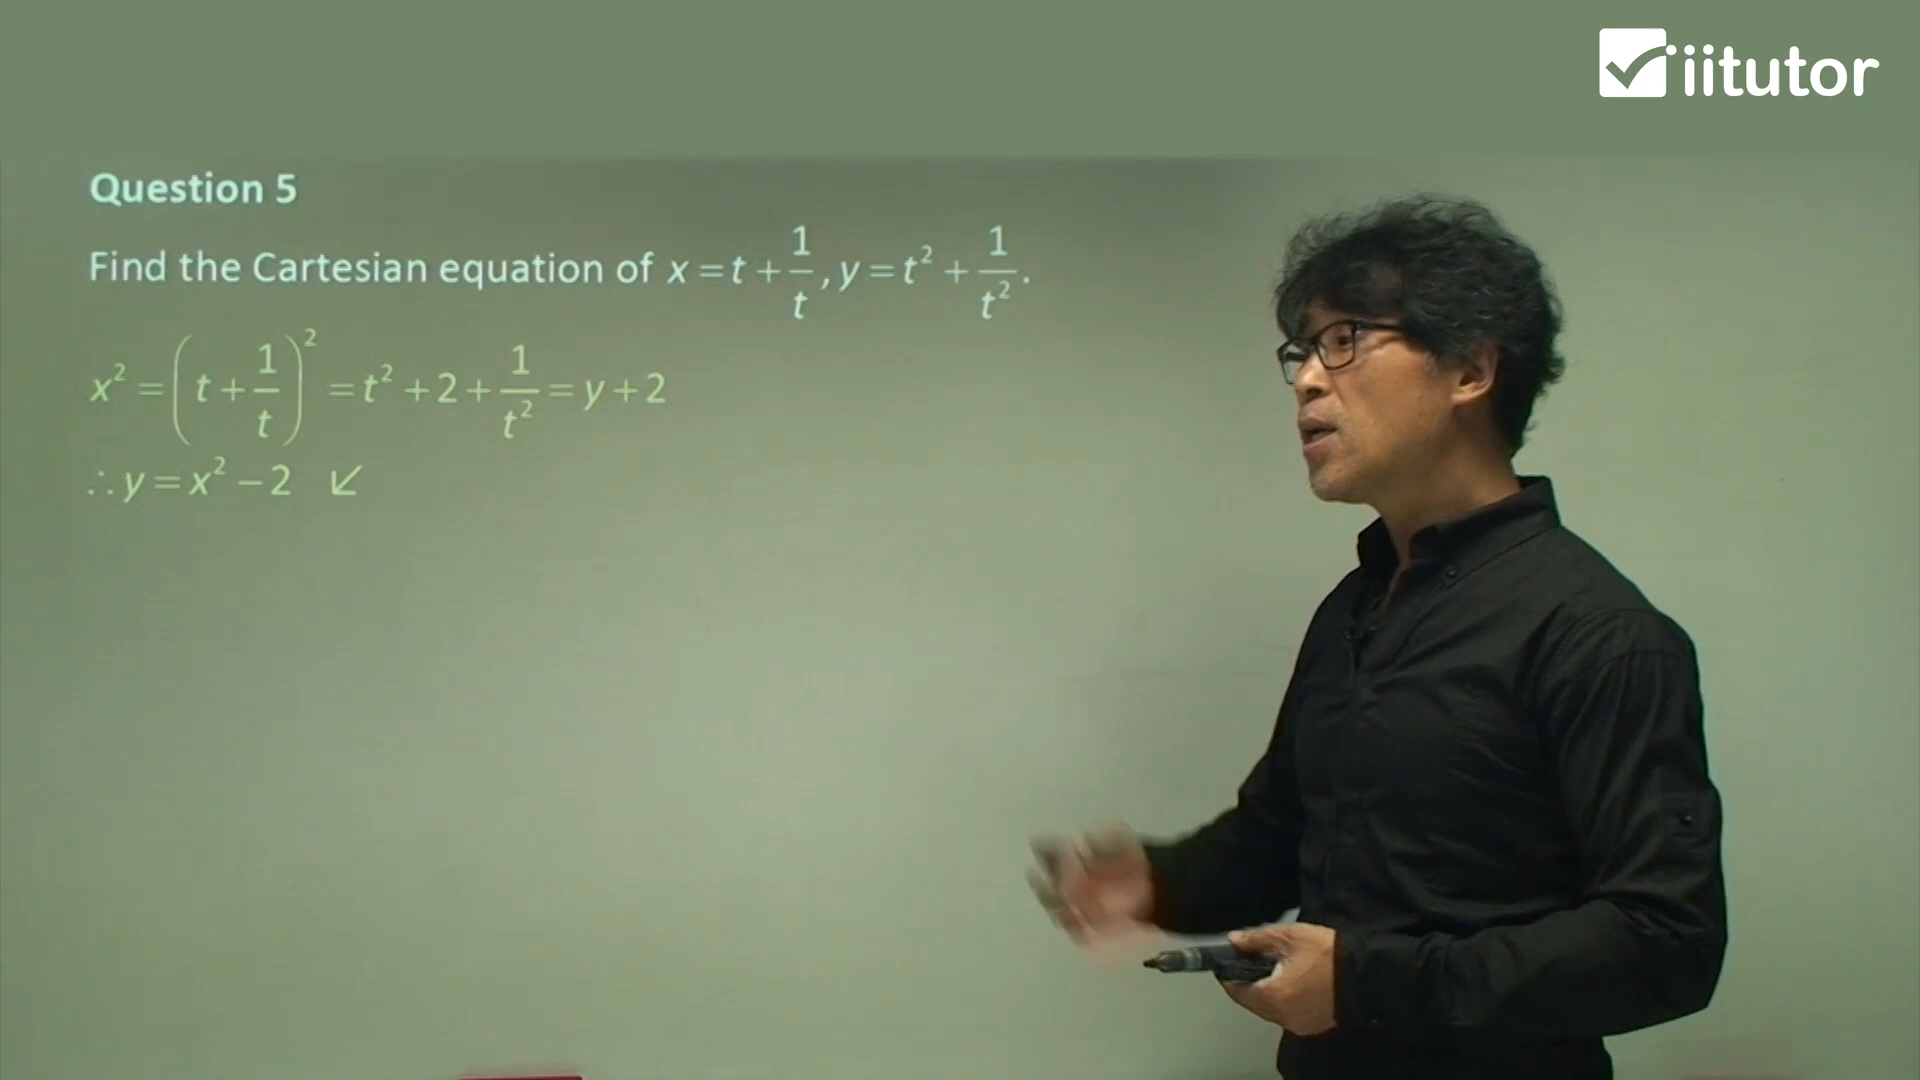 iitutor
Question 5
Find the Cartesian equation of x = t + 1/t , y = t² + 1/t² .
x² = (t + 1/t)² = t² + 2 + 1/t² = y + 2
∴ y = x² − 2 ↙